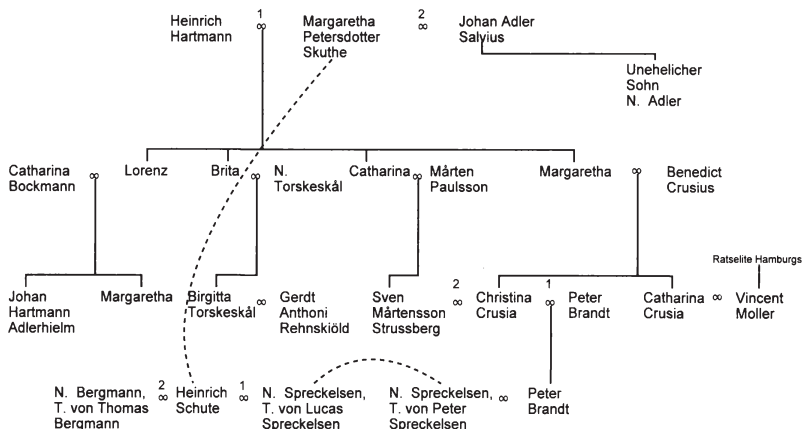 Heinrich
Hartmann
1
∞
Margaretha
Petersdotter
Skuthe
2
∞
Johan Adler
Salvius
Unehelicher
Sohn
N. Adler
Catharina
Bockmann
∞
Lorenz
Brita
∞
N.
Torskeskål
Catharina
∞
Mårten
Paulsson
Margaretha
∞
Benedict
Crusius
Ratselite Hamburgs
Johan
Hartmann
Adlerhielm
Margaretha
Birgitta
Torskeskål
∞
Gerdt
Anthoni
Rehnskiöld
Sven
Mårtensson
Strussberg
2
∞
Christina
Crusia
1
∞
Peter
Brandt
Catharina
Crusia
∞
Vincent
Moller
N. Bergmann,
T. von Thomas
Bergmann
2
∞
Heinrich
Schute
1
∞
N. Spreckelsen,
T. von Lucas
Spreckelsen
N. Spreckelsen,
T. von Peter
Spreckelsen
∞
Peter
Brandt